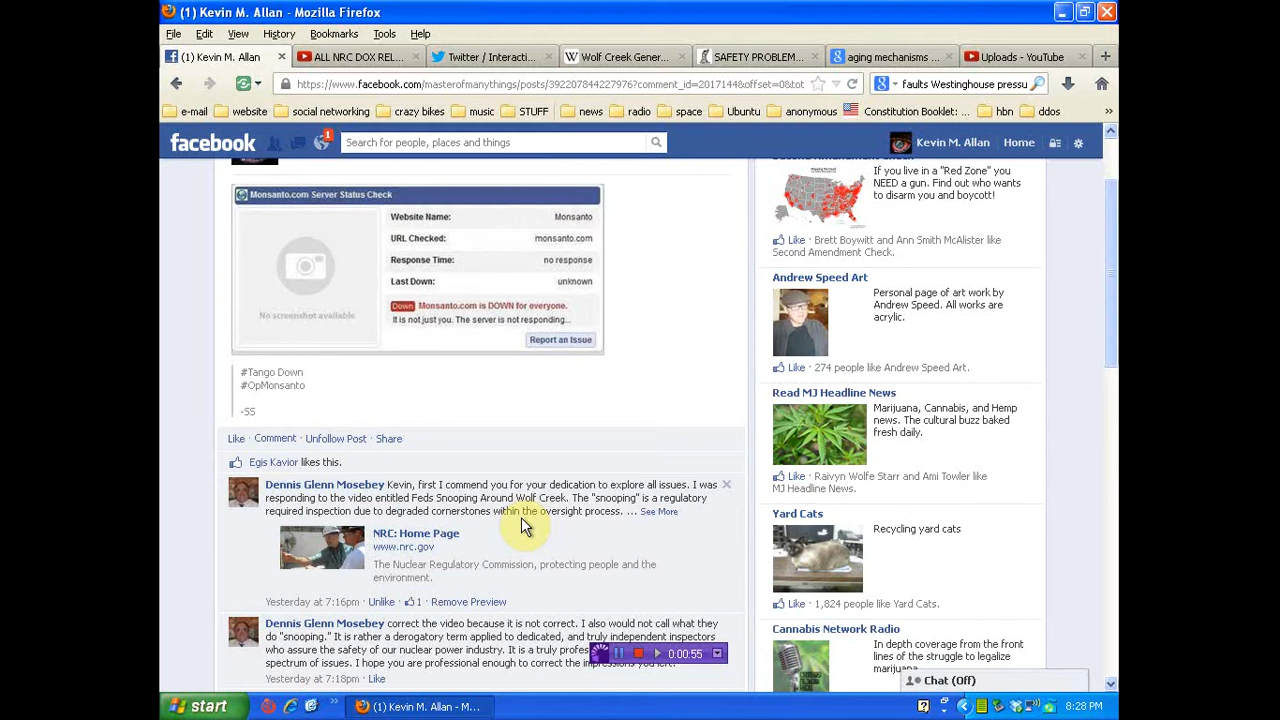 (1) Kevin M. Allan - Mozilla Firefox
File Edit View History Bookmarks Tools Help
(1) Kevin M. Allan
ALL NRC DOX REL...
Twitter / Interacti...
Wolf Creek Gener...
SAFETY PROBLEM...
aging mechanisms ...
Uploads - YouTube
https://www.facebook.com/masterofmanythings/posts/392207844227976?comment_id=2017144&offset=0&tot
faults Westinghouse pressu
e-mail website social networking crazy bikes music STUFF news radio space Ubuntu anonymous Constitution Booklet:... hbn ddos
facebook
1
Search for people, places and things
Kevin M. Allan Home
Monsanto.com Server Status Check
Website Name: Monsanto
URL Checked: monsanto.com
Response Time: no response
Last Down: unknown
No screenshot available
Down Monsanto.com is DOWN for everyone.
It is not just you. The server is not responding...
Report an Issue
#Tango Down
#OpMonsanto
-SS
Like · Comment · Unfollow Post · Share
Egis Kavior likes this.
Dennis Glenn Mosebey Kevin, first I commend you for your dedication to explore all issues. I was
responding to the video entitled Feds Snooping Around Wolf Creek. The "snooping" is a regulatory
required inspection due to degraded cornerstones within the oversight process. ... See More
NRC: Home Page
www.nrc.gov
The Nuclear Regulatory Commission, protecting people and the
environment.
Yesterday at 7:16pm · Unlike · 1 · Remove Preview
Dennis Glenn Mosebey correct the video because it is not correct. I also would not call what they
do "snooping." It is rather a derogatory term applied to dedicated, and truly independent inspectors
who assure the safety of our nuclear power industry. It is a truly profes
spectrum of issues. I hope you are professional enough to correct the
Yesterday at 7:18pm · Like
0:00:55
Second Amendment Check
If you live in a "Red Zone" you
NEED a gun. Find out who wants
to disarm you and boycott!
Like · Brett Boywitt and Ann Smith McAlister like
Second Amendment Check.
Andrew Speed Art
Personal page of art work by
Andrew Speed. All works are
acrylic.
Like · 274 people like Andrew Speed Art.
Read MJ Headline News
Marijuana, Cannabis, and Hemp
news. The cultural buzz baked
fresh daily.
Like · Raivyn Wolfe Starr and Ami Towler like
MJ Headline News.
Yard Cats
Recycling yard cats
Like · 1,824 people like Yard Cats.
Cannabis Network Radio
In depth coverage from the front
lines of the struggle to legalize
Chat (Off)
start
(1) Kevin M. Allan - M...
8:28 PM